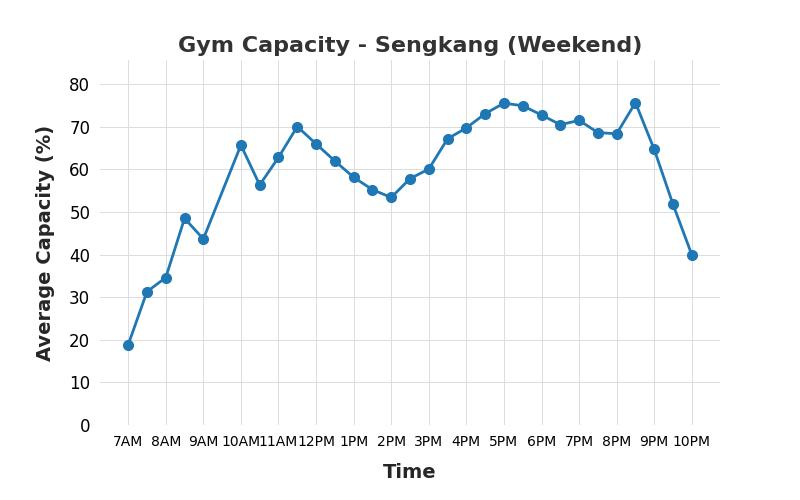 Gym Capacity - Sengkang (Weekend)
Average Capacity (%)
80
70
60
50
40
30
20
10
0
7AM 8AM 9AM 10AM 11AM 12PM 1PM 2PM 3PM 4PM 5PM 6PM 7PM 8PM 9PM 10PM
Time